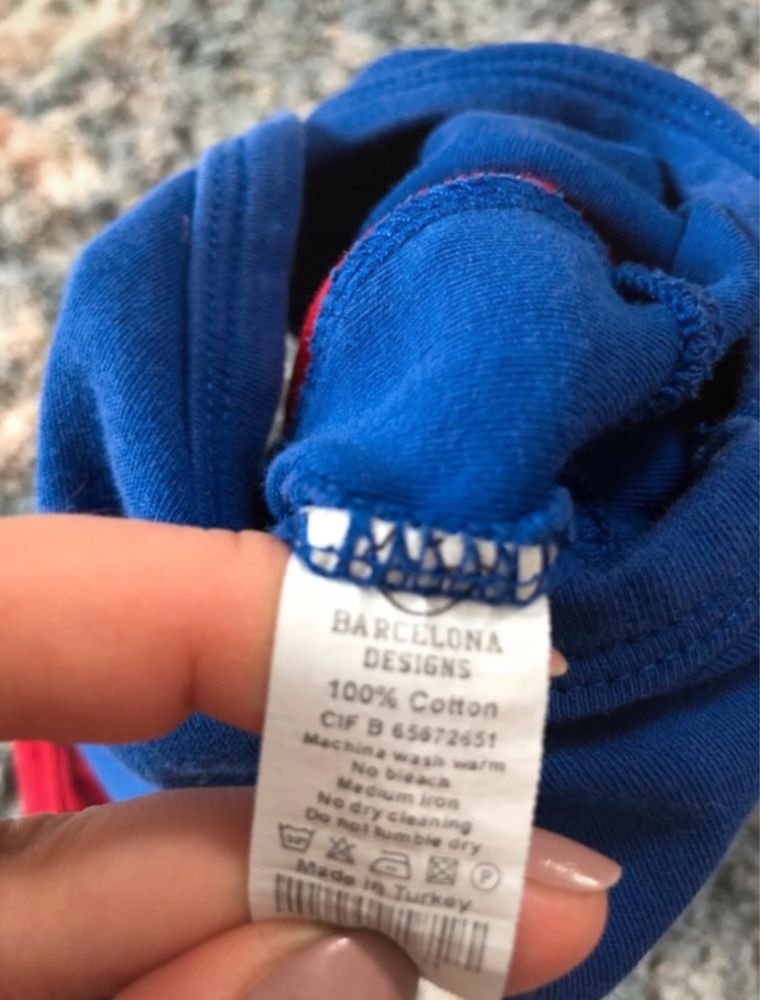 BARCELONA
DESIGNS
100% Cotton
CIF B 65672651
Machina wash warm
No bleach
Medium iron
No dry cleaning
Do not tumble dry
P
Made in Turkey